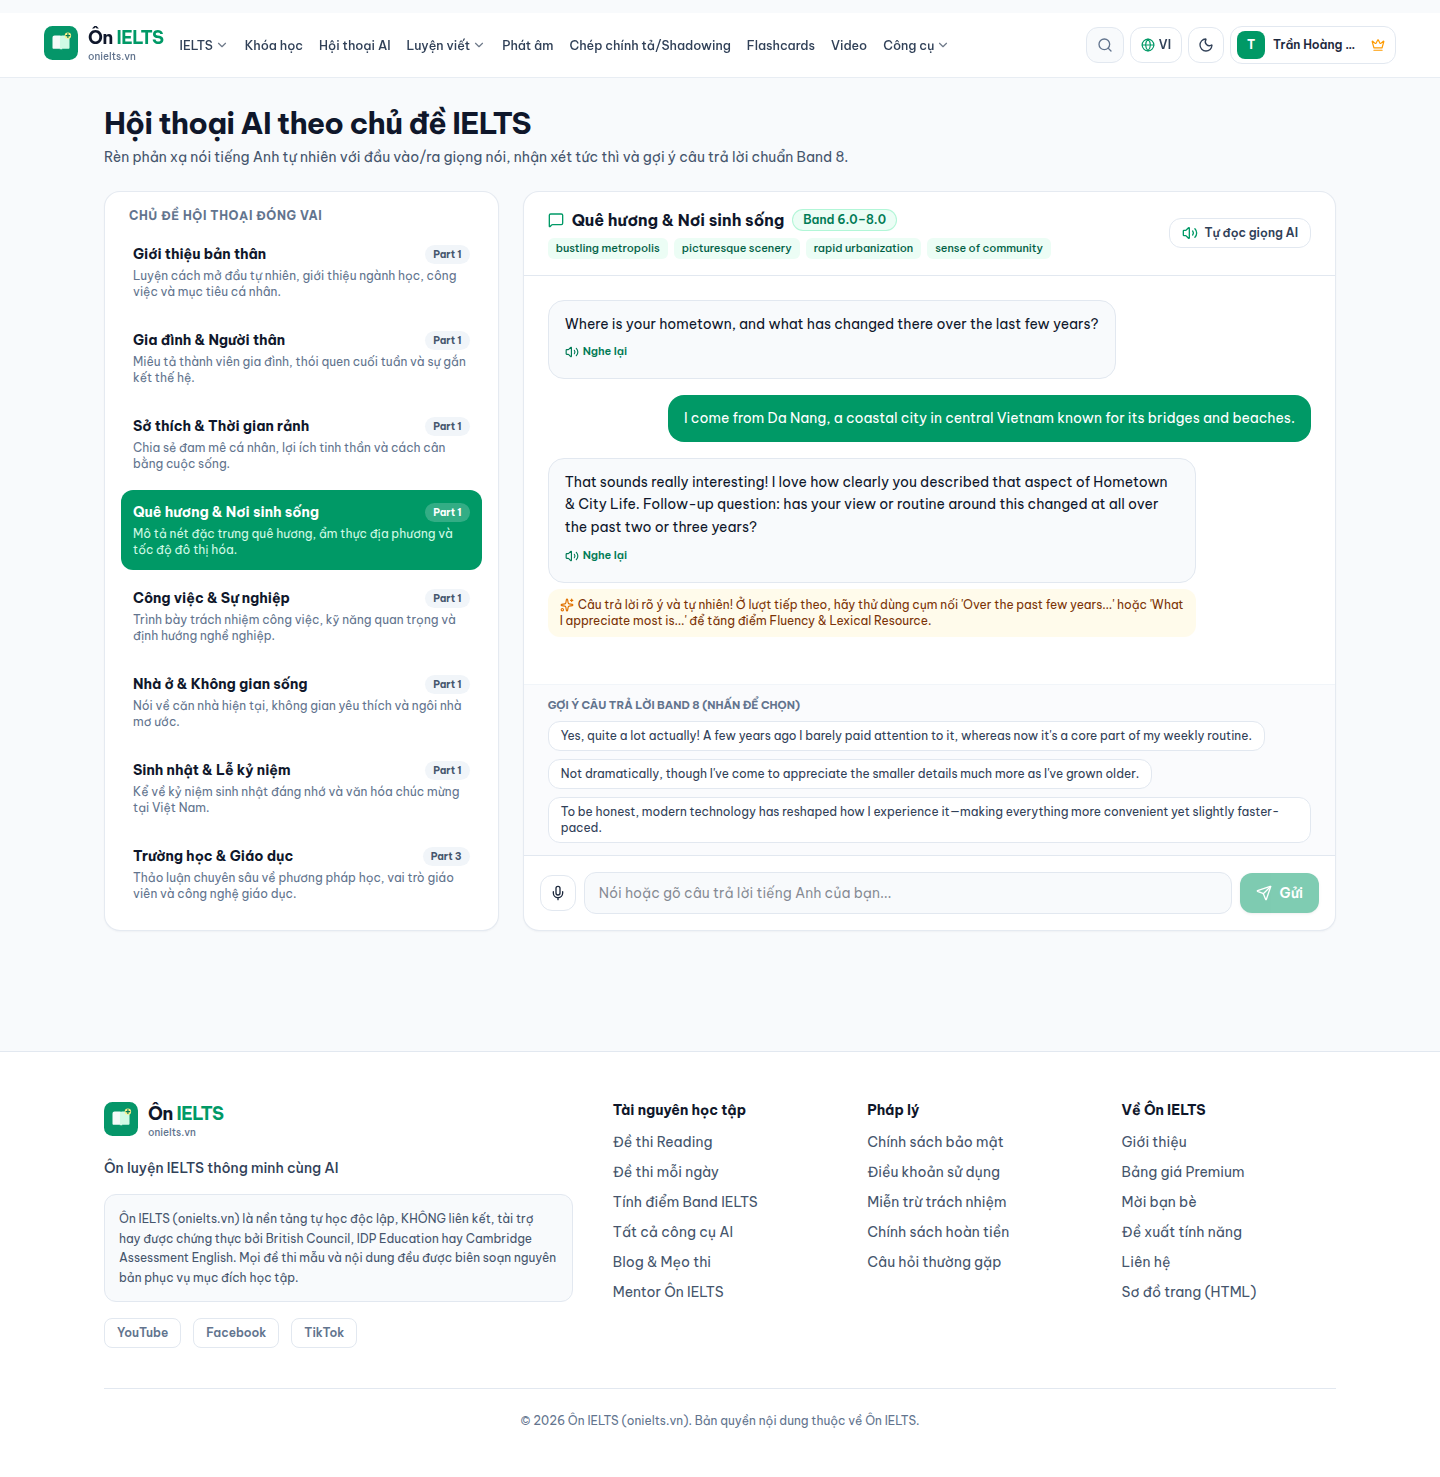 Ôn IELTS
onielts.vn
IELTS
Khóa học
Hội thoại AI
Luyện viết
Phát âm
Chép chính tả/Shadowing
Flashcards
Video
Công cụ
VI
T
Trần Hoàng ...
Hội thoại AI theo chủ đề IELTS
Rèn phản xạ nói tiếng Anh tự nhiên với đầu vào/ra giọng nói, nhận xét tức thì và gợi ý câu trả lời chuẩn Band 8.
CHỦ ĐỀ HỘI THOẠI ĐÓNG VAI
Giới thiệu bản thân
Part 1
Luyện cách mở đầu tự nhiên, giới thiệu ngành học, công
việc và mục tiêu cá nhân.
Gia đình & Người thân
Part 1
Miêu tả thành viên gia đình, thói quen cuối tuần và sự gắn
kết thế hệ.
Sở thích & Thời gian rảnh
Part 1
Chia sẻ đam mê cá nhân, lợi ích tinh thần và cách cân
bằng cuộc sống.
Quê hương & Nơi sinh sống
Part 1
Mô tả nét đặc trưng quê hương, ẩm thực địa phương và
tốc độ đô thị hóa.
Công việc & Sự nghiệp
Part 1
Trình bày trách nhiệm công việc, kỹ năng quan trọng và
định hướng nghề nghiệp.
Nhà ở & Không gian sống
Part 1
Nói về căn nhà hiện tại, không gian yêu thích và ngôi nhà
mơ ước.
Sinh nhật & Lễ kỷ niệm
Part 1
Kể về kỷ niệm sinh nhật đáng nhớ và văn hóa chúc mừng
tại Việt Nam.
Trường học & Giáo dục
Part 3
Thảo luận chuyên sâu về phương pháp học, vai trò giáo
viên và công nghệ giáo dục.
Quê hương & Nơi sinh sống
Band 6.0–8.0
bustling metropolis
picturesque scenery
rapid urbanization
sense of community
Tự đọc giọng AI
Where is your hometown, and what has changed there over the last few years?
Nghe lại
I come from Da Nang, a coastal city in central Vietnam known for its bridges and beaches.
That sounds really interesting! I love how clearly you described that aspect of Hometown
& City Life. Follow-up question: has your view or routine around this changed at all over
the past two or three years?
Nghe lại
Câu trả lời rõ ý và tự nhiên! Ở lượt tiếp theo, hãy thử dùng cụm nối 'Over the past few years...' hoặc 'What
I appreciate most is...' để tăng điểm Fluency & Lexical Resource.
GỢI Ý CÂU TRẢ LỜI BAND 8 (NHẤN ĐỂ CHỌN)
Yes, quite a lot actually! A few years ago I barely paid attention to it, whereas now it's a core part of my weekly routine.
Not dramatically, though I've come to appreciate the smaller details much more as I've grown older.
To be honest, modern technology has reshaped how I experience it—making everything more convenient yet slightly faster-
paced.
Nói hoặc gõ câu trả lời tiếng Anh của bạn...
Gửi
Ôn IELTS
onielts.vn
Ôn luyện IELTS thông minh cùng AI
Ôn IELTS (onielts.vn) là nền tảng tự học độc lập, KHÔNG liên kết, tài trợ
hay được chứng thực bởi British Council, IDP Education hay Cambridge
Assessment English. Mọi đề thi mẫu và nội dung đều được biên soạn nguyên
bản phục vụ mục đích học tập.
YouTube
Facebook
TikTok
Tài nguyên học tập
Đề thi Reading
Đề thi mỗi ngày
Tính điểm Band IELTS
Tất cả công cụ AI
Blog & Mẹo thi
Mentor Ôn IELTS
Pháp lý
Chính sách bảo mật
Điều khoản sử dụng
Miễn trừ trách nhiệm
Chính sách hoàn tiền
Câu hỏi thường gặp
Về Ôn IELTS
Giới thiệu
Bảng giá Premium
Mời bạn bè
Đề xuất tính năng
Liên hệ
Sơ đồ trang (HTML)
© 2026 Ôn IELTS (onielts.vn). Bản quyền nội dung thuộc về Ôn IELTS.